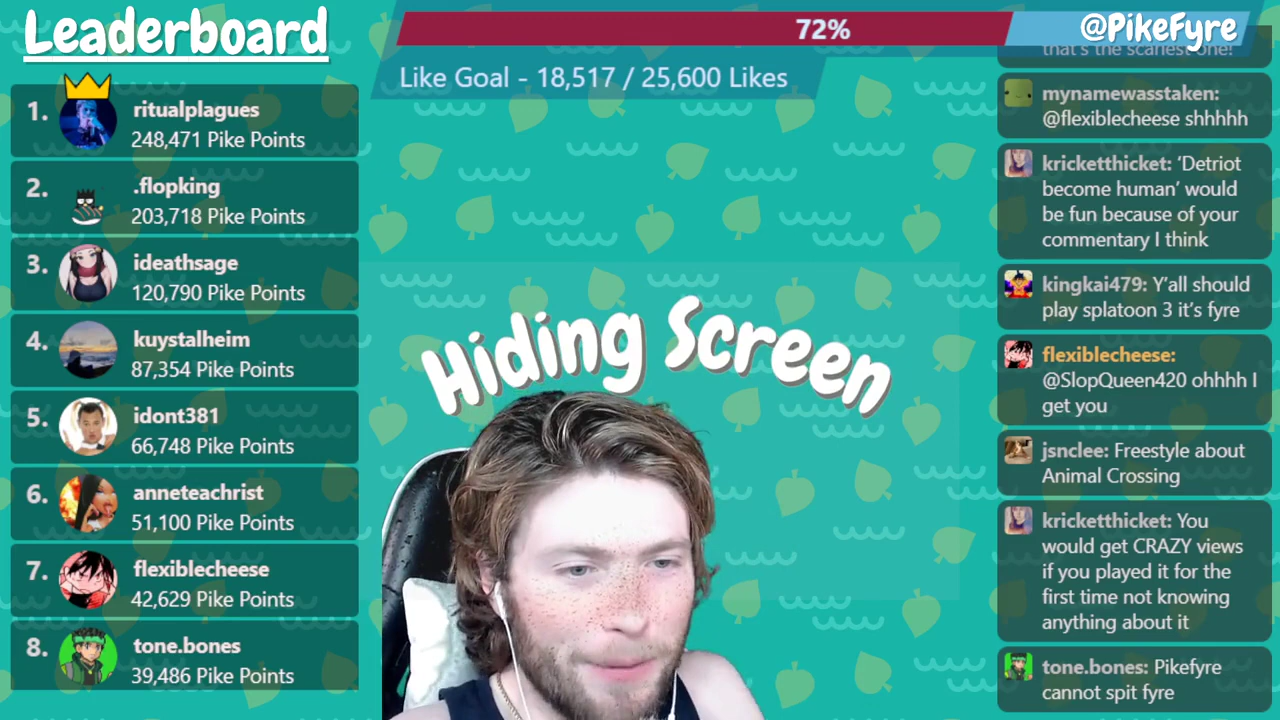 Leaderboard
1. ritualplagues
248,471 Pike Points
2. .flopking
203,718 Pike Points
3. ideathsage
120,790 Pike Points
4. kuystalheim
87,354 Pike Points
5. idont381
66,748 Pike Points
6. anneteachrist
51,100 Pike Points
7. flexiblecheese
42,629 Pike Points
8. tone.bones
39,486 Pike Points
72%
Like Goal - 18,517 / 25,600 Likes
Hiding Screen
@PikeFyre
that's the scariest one!
mynamewasstaken:
@flexiblecheese shhhhh
kricketthicket: ‘Detriot
become human’ would
be fun because of your
commentary I think
kingkai479: Y’all should
play splatoon 3 it’s fyre
flexiblecheese:
@SlopQueen420 ohhhh I
get you
jsnclee: Freestyle about
Animal Crossing
kricketthicket: You
would get CRAZY views
if you played it for the
first time not knowing
anything about it
tone.bones: Pikefyre
cannot spit fyre